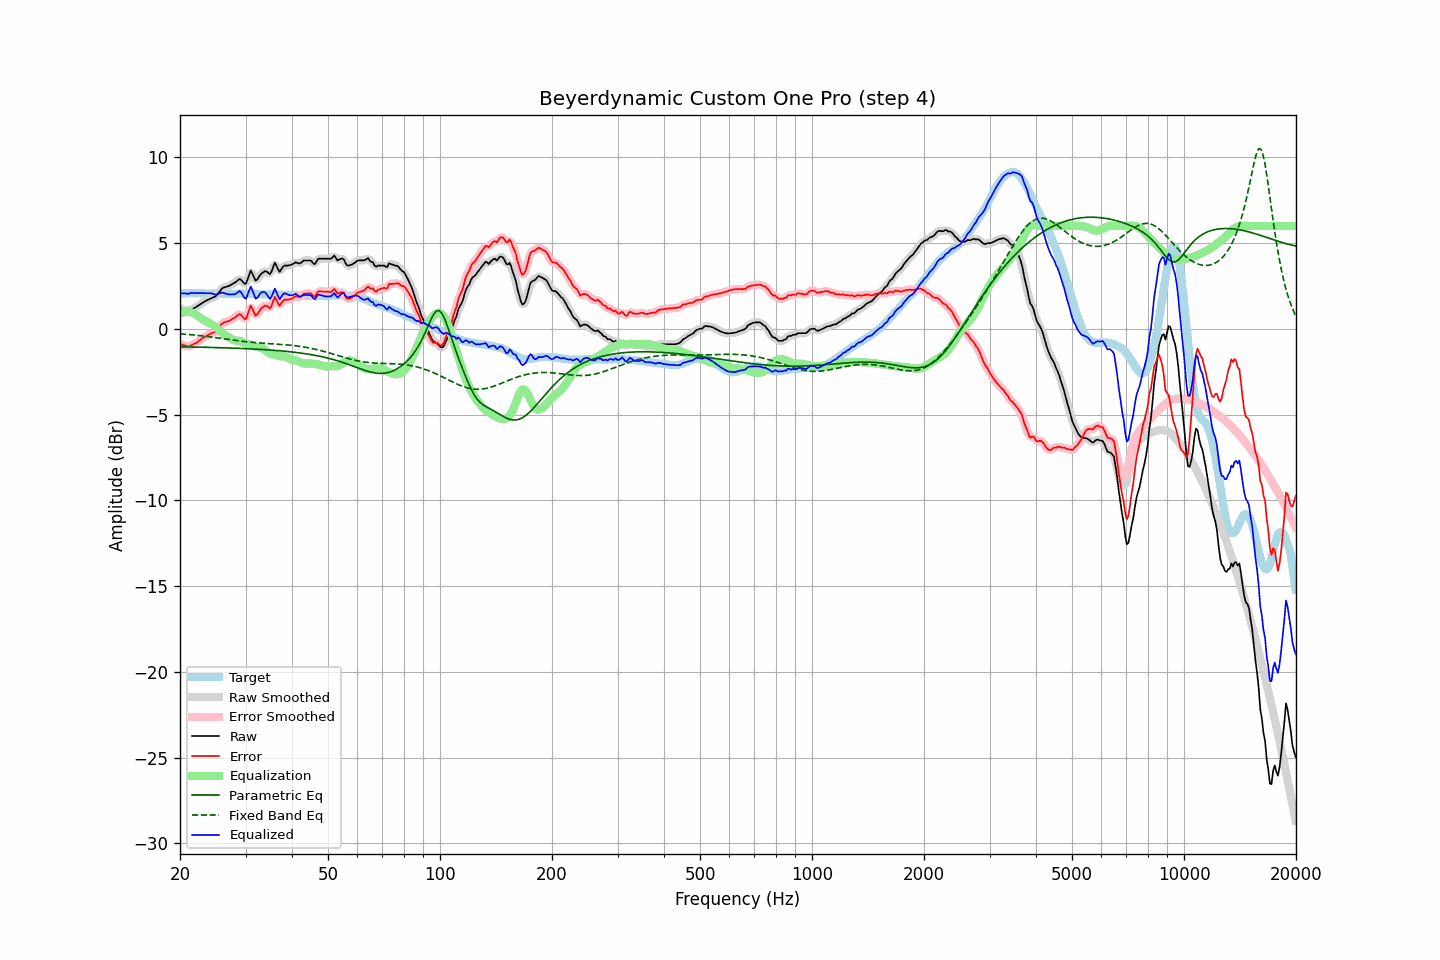 Beyerdynamic Custom One Pro (step 4)
Amplitude (dBr)
10
5
0
−5
−10
−15
−20
−25
−30
Target
Raw Smoothed
Error Smoothed
Raw
Error
Equalization
Parametric Eq
Fixed Band Eq
Equalized
20 50 100 200 500 1000 2000 5000 10000 20000
Frequency (Hz)